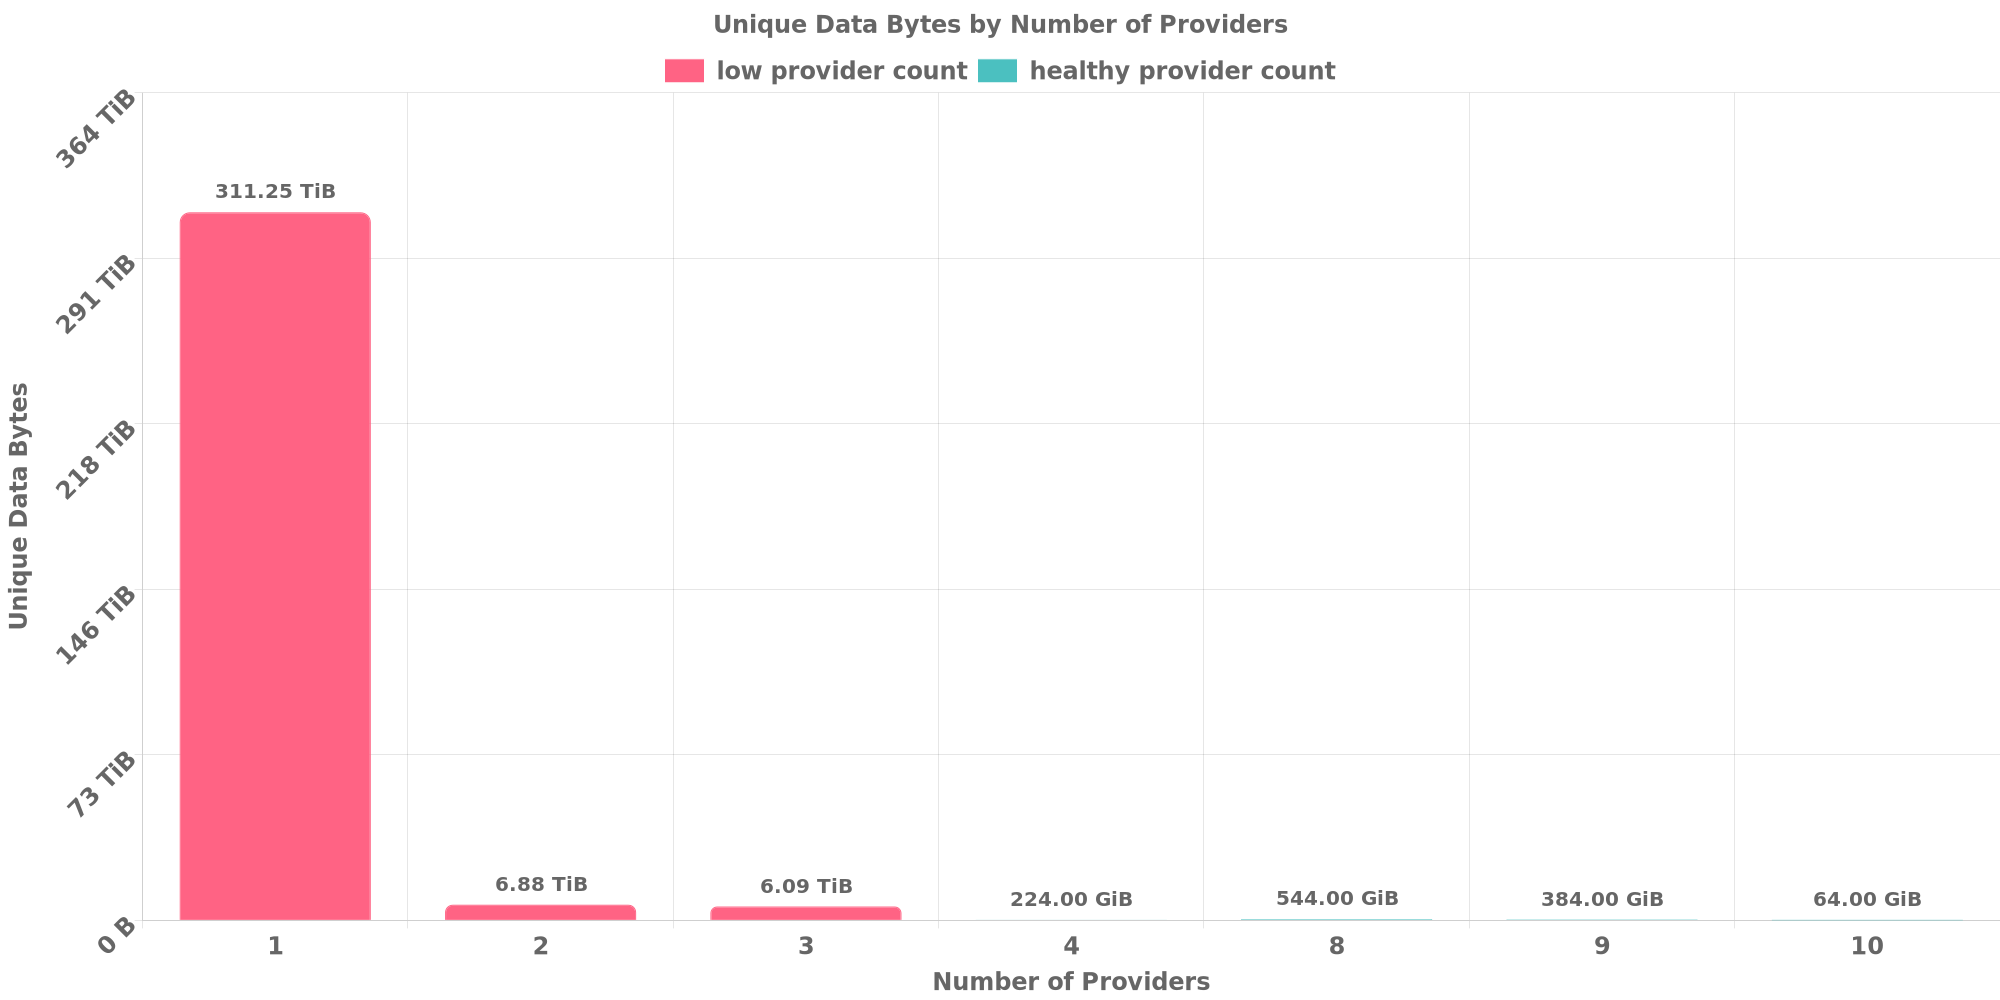 Unique Data Bytes by Number of Providers
low provider count
healthy provider count
Unique Data Bytes
364 TiB
291 TiB
218 TiB
146 TiB
73 TiB
0 B
311.25 TiB
6.88 TiB
6.09 TiB
224.00 GiB
544.00 GiB
384.00 GiB
64.00 GiB
1
2
3
4
8
9
10
Number of Providers